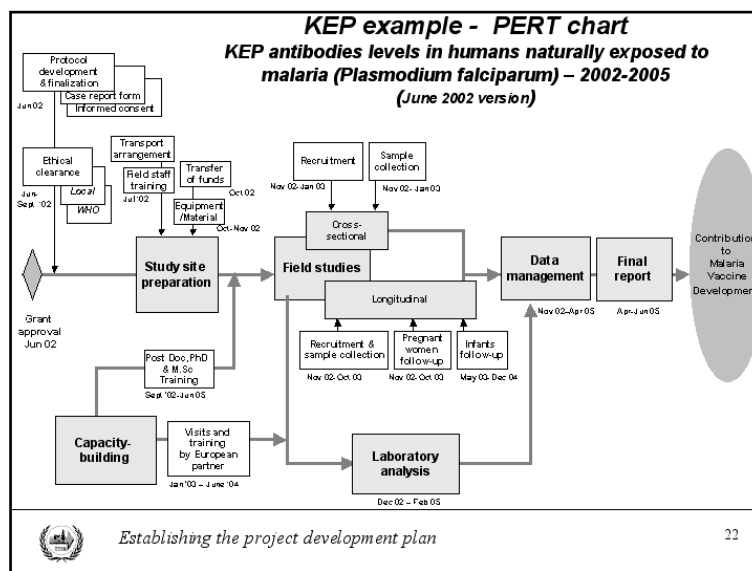 KEP example - PERT chart
KEP antibodies levels in humans naturally exposed to
malaria (Plasmodium falciparum) – 2002-2005
(June 2002 version)
Protocol
development
& finalization
Case report form
Informed consent
Jun 02
Ethical
clearance
Local
WHO
Jun-
Sept '02
Transport
arrangement
Field staff
training
Jul '02
Transfer
of funds
Oct 02
Equipment
/Material
Oct-Nov 02
Recruitment
Nov 02-Jan 03
Sample
collection
Nov 02- Jan 03
Grant
approval
Jun 02
Study site
preparation
Field studies
Cross-
sectional
Longitudinal
Data
management
Nov 02–Apr 05
Final
report
Apr-Jun 05
Contribution
to
Malaria
Vaccine
Development
Recruitment &
sample collection
Nov 02-Oct 03
Pregnant
women
follow-up
Nov 02-Oct 03
Infants
follow-up
May 03-Dec 04
Post Doc,PhD
& M.Sc
Training
Sept '02-Jun 05
Capacity-
building
Visits and
training
by European
partner
Jan '03 – June '04
Laboratory
analysis
Dec 02 – Feb 05
Establishing the project development plan
22